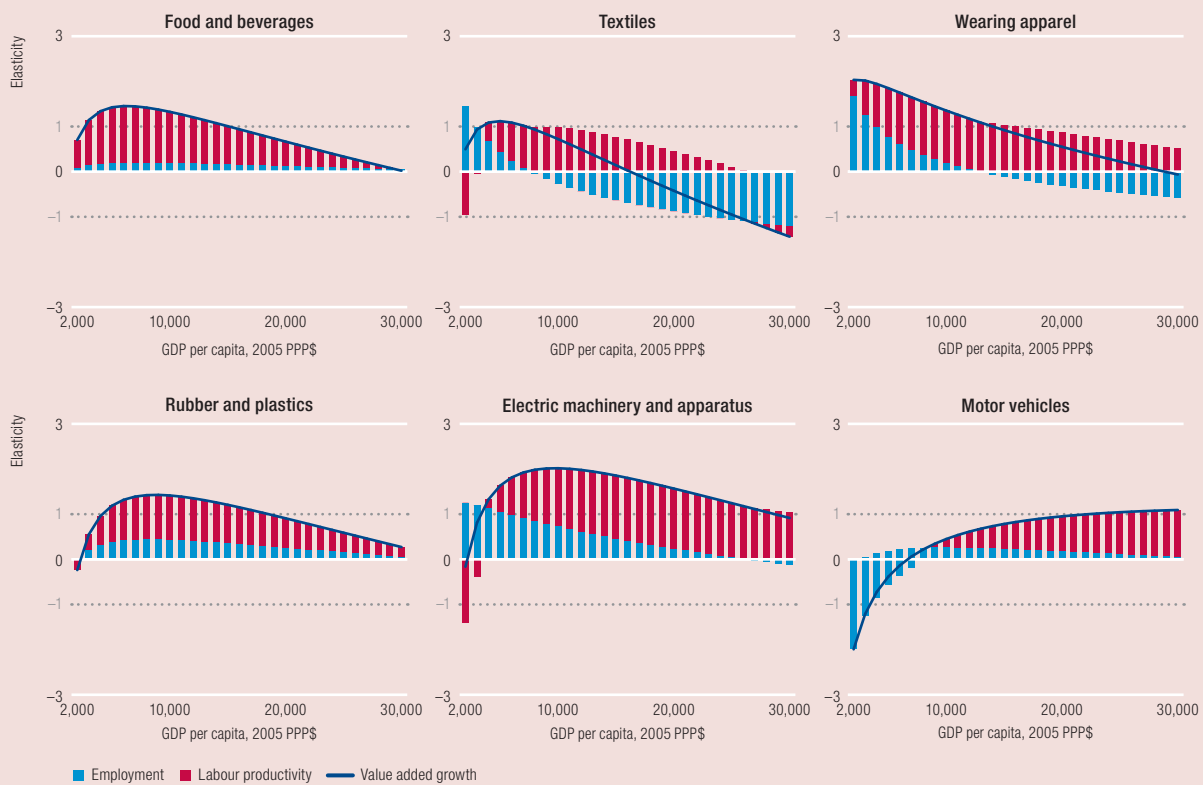 Food and beverages
Elasticity
3
1
0
–1
–3
2,000 10,000 20,000 30,000
GDP per capita, 2005 PPP$
Textiles
3
1
0
–1
–3
2,000 10,000 20,000 30,000
GDP per capita, 2005 PPP$
Wearing apparel
3
1
0
–1
–3
2,000 10,000 20,000 30,000
GDP per capita, 2005 PPP$
Rubber and plastics
Elasticity
3
1
0
–1
–3
2,000 10,000 20,000 30,000
GDP per capita, 2005 PPP$
Electric machinery and apparatus
3
1
0
–1
–3
2,000 10,000 20,000 30,000
GDP per capita, 2005 PPP$
Motor vehicles
3
1
0
–1
–3
2,000 10,000 20,000 30,000
GDP per capita, 2005 PPP$
Employment Labour productivity Value added growth